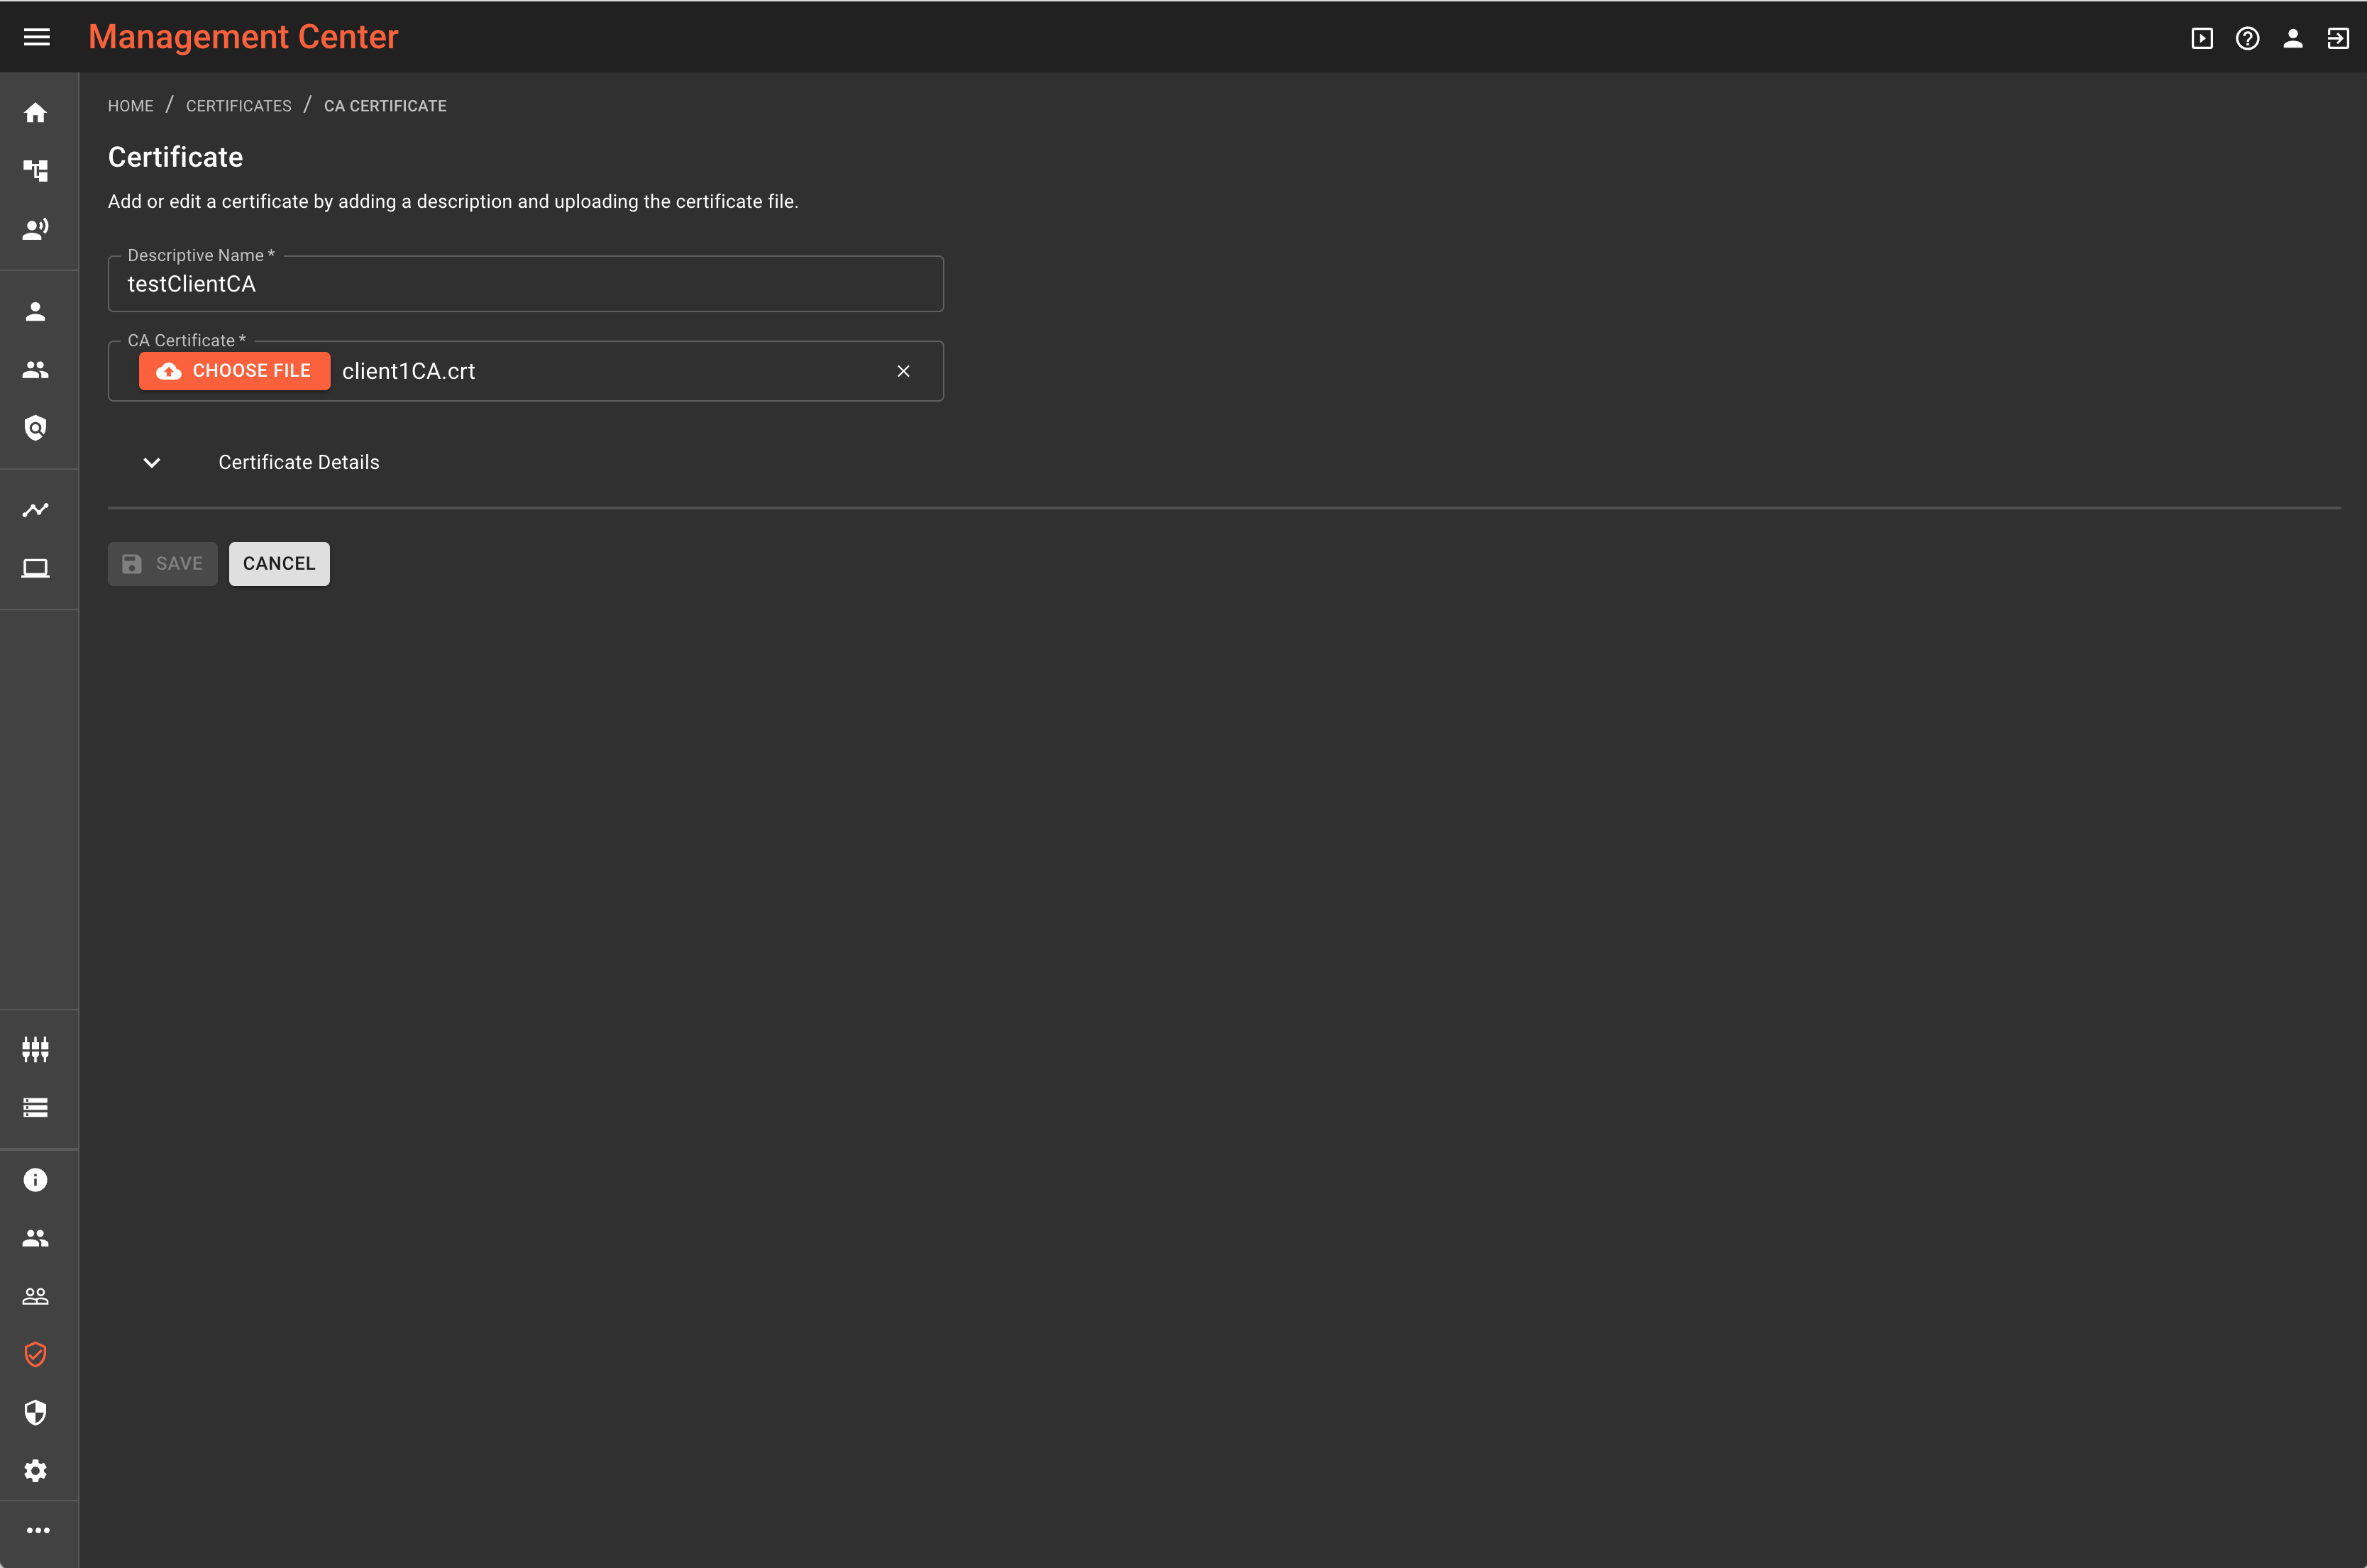 Management Center
HOME / CERTIFICATES / CA CERTIFICATE
Certificate
Add or edit a certificate by adding a description and uploading the certificate file.
Descriptive Name *
testClientCA
CA Certificate *
CHOOSE FILE client1CA.crt
Certificate Details
SAVE CANCEL